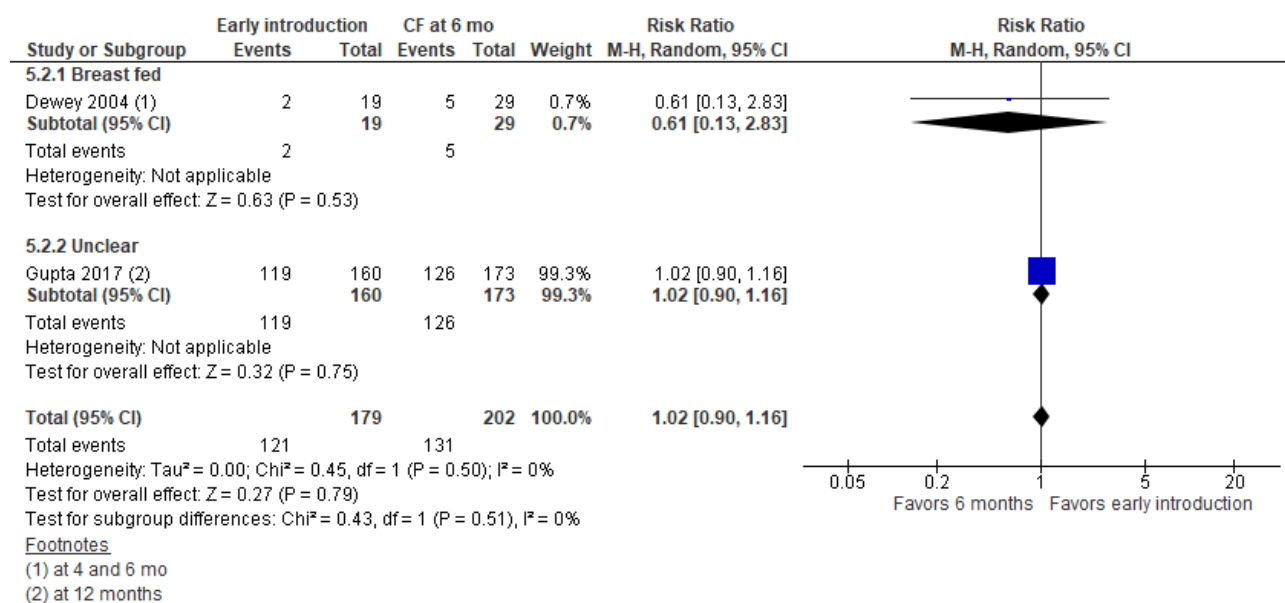 Early introduction CF at 6 mo Risk Ratio Risk Ratio
Study or Subgroup Events Total Events Total Weight M-H, Random, 95% CI M-H, Random, 95% CI
5.2.1 Breast fed
Dewey 2004 (1) 2 19 5 29 0.7% 0.61 [0.13, 2.83]
Subtotal (95% CI) 19 29 0.7% 0.61 [0.13, 2.83]
Total events 2 5
Heterogeneity: Not applicable
Test for overall effect: Z = 0.63 (P = 0.53)
5.2.2 Unclear
Gupta 2017 (2) 119 160 126 173 99.3% 1.02 [0.90, 1.16]
Subtotal (95% CI) 160 173 99.3% 1.02 [0.90, 1.16]
Total events 119 126
Heterogeneity: Not applicable
Test for overall effect: Z = 0.32 (P = 0.75)
Total (95% CI) 179 202 100.0% 1.02 [0.90, 1.16]
Total events 121 131
Heterogeneity: Tau² = 0.00; Chi² = 0.45, df = 1 (P = 0.50); I² = 0%
Test for overall effect: Z = 0.27 (P = 0.79)
Test for subgroup differences: Chi² = 0.43, df = 1 (P = 0.51), I² = 0%
0.05 0.2 1 5 20
Favors 6 months Favors early introduction
Footnotes
(1) at 4 and 6 mo
(2) at 12 months